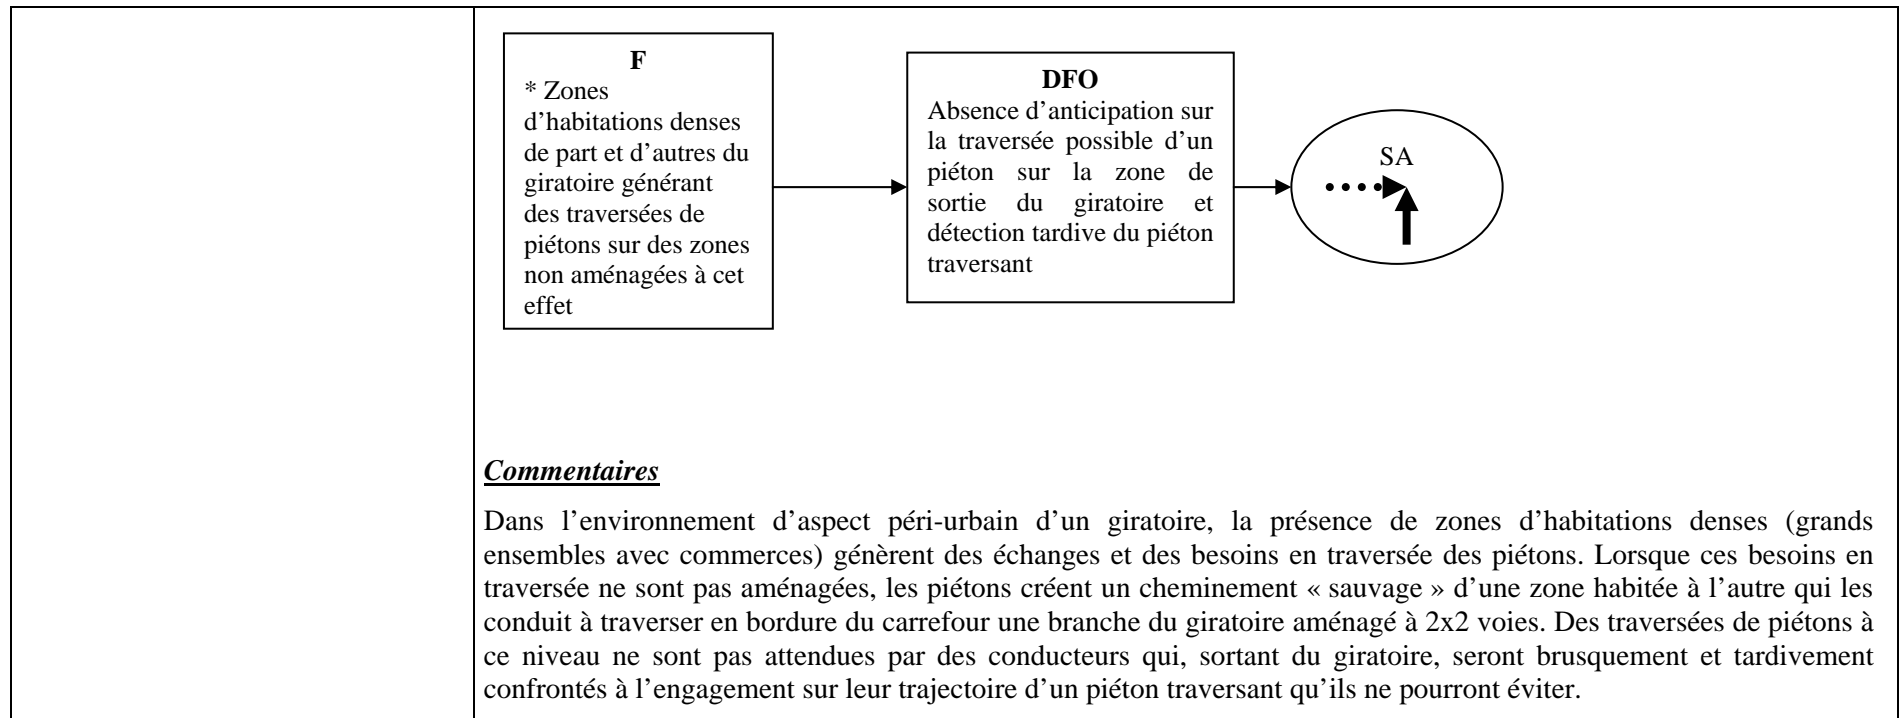 F
* Zones
d’habitations denses
de part et d’autres du
giratoire générant
des traversées de
piétons sur des zones
non aménagées à cet
effet
DFO
Absence d’anticipation sur
la traversée possible d’un
piéton sur la zone de
sortie du giratoire et
détection tardive du piéton
traversant
SA
Commentaires
Dans l’environnement d’aspect péri-urbain d’un giratoire, la présence de zones d’habitations denses (grands
ensembles avec commerces) génèrent des échanges et des besoins en traversée des piétons. Lorsque ces besoins en
traversée ne sont pas aménagées, les piétons créent un cheminement « sauvage » d’une zone habitée à l’autre qui les
conduit à traverser en bordure du carrefour une branche du giratoire aménagé à 2x2 voies. Des traversées de piétons à
ce niveau ne sont pas attendues par des conducteurs qui, sortant du giratoire, seront brusquement et tardivement
confrontés à l’engagement sur leur trajectoire d’un piéton traversant qu’ils ne pourront éviter.